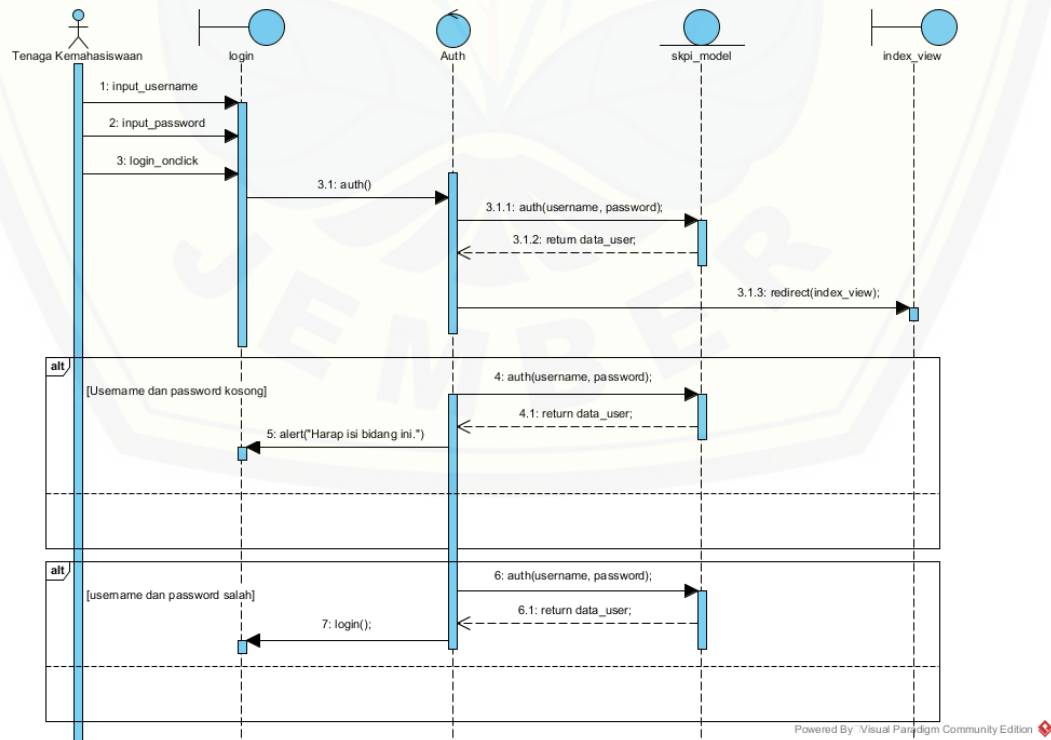 Tenaga Kemahasiswaan
login
Auth
skpi_model
index_view
1: input_username
2: input_password
3: login_onclick
3.1: auth()
3.1.1: auth(username, password);
3.1.2: return data_user;
3.1.3: redirect(index_view);
alt
[Username dan password kosong]
4: auth(username, password);
4.1: return data_user;
5: alert("Harap isi bidang ini.")
alt
[username dan password salah]
6: auth(username, password);
6.1: return data_user;
7: login();
JEMBER
Powered By Visual Paradigm Community Edition